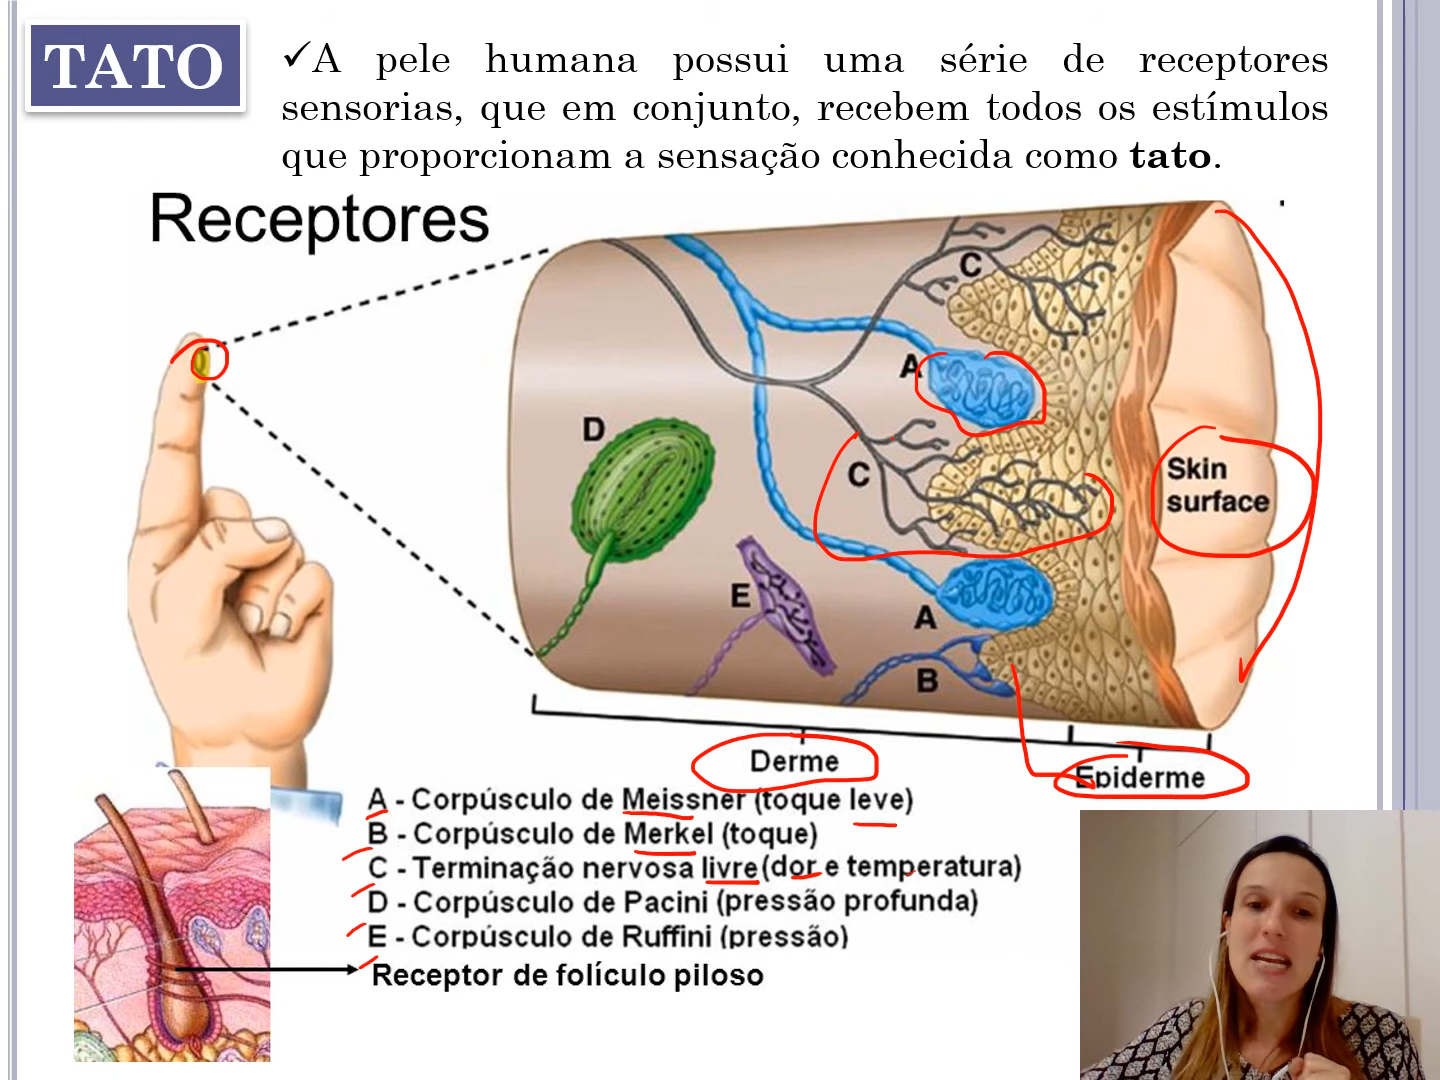 TATO
✓A pele humana possui uma série de receptores
sensorias, que em conjunto, recebem todos os estímulos
que proporcionam a sensação conhecida como tato.
Receptores
C
A
D
C
Skin
surface
E
A
B
Derme
Epiderme
A - Corpúsculo de Meissner (toque leve)
B - Corpúsculo de Merkel (toque)
C - Terminação nervosa livre (dor e temperatura)
D - Corpúsculo de Pacini (pressão profunda)
E - Corpúsculo de Ruffini (pressão)
Receptor de folículo piloso